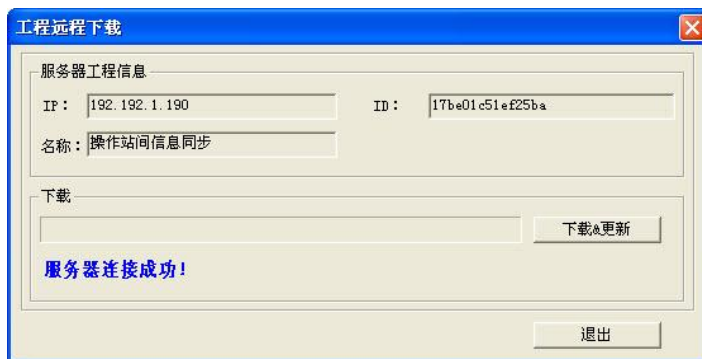 工程远程下载
服务器工程信息
IP： 192.192.1.190 ID： 17be01c51ef25ba
名称： 操作站间信息同步
下载
下载&更新
服务器连接成功!
退出